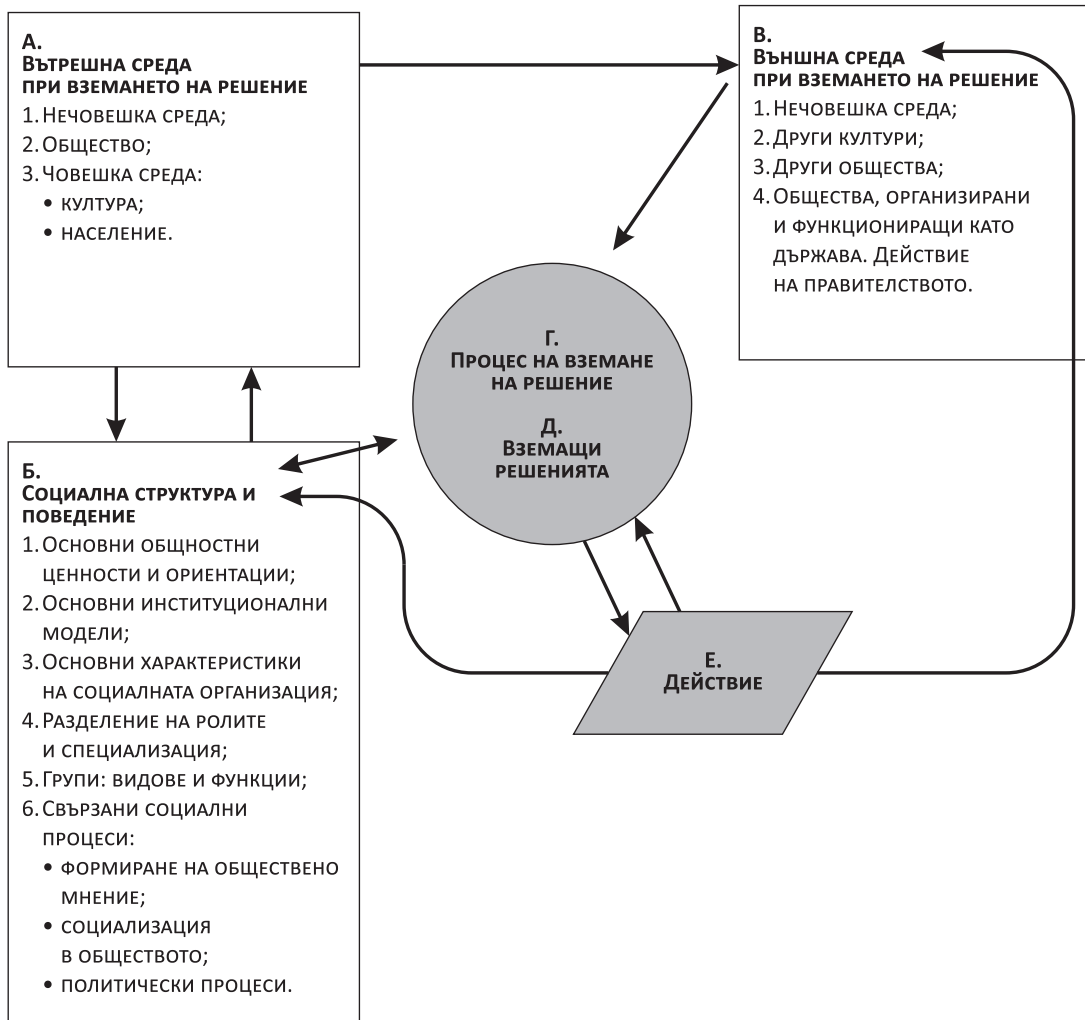 А.
Вътрешна среда
при вземането на решение
1. Нечовешка среда;
2. Общество;
3. Човешка среда:
• култура;
• население.
В.
Външна среда
при вземането на решение
1. Нечовешка среда;
2. Други култури;
3. Други общества;
4. Общества, организирани
и функциониращи като
държава. Действие
на правителството.
Г.
Процес на вземане
на решение
Д.
Вземащи
решенията
Б.
Социална структура и
поведение
1. Основни общностни
ценности и ориентации;
2. Основни институционални
модели;
3. Основни характеристики
на социалната организация;
4. Разделение на ролите
и специализация;
5. Групи: видове и функции;
6. Свързани социални
процеси:
• формиране на обществено
мнение;
• социализация
в обществото;
• политически процеси.
Е.
Действие